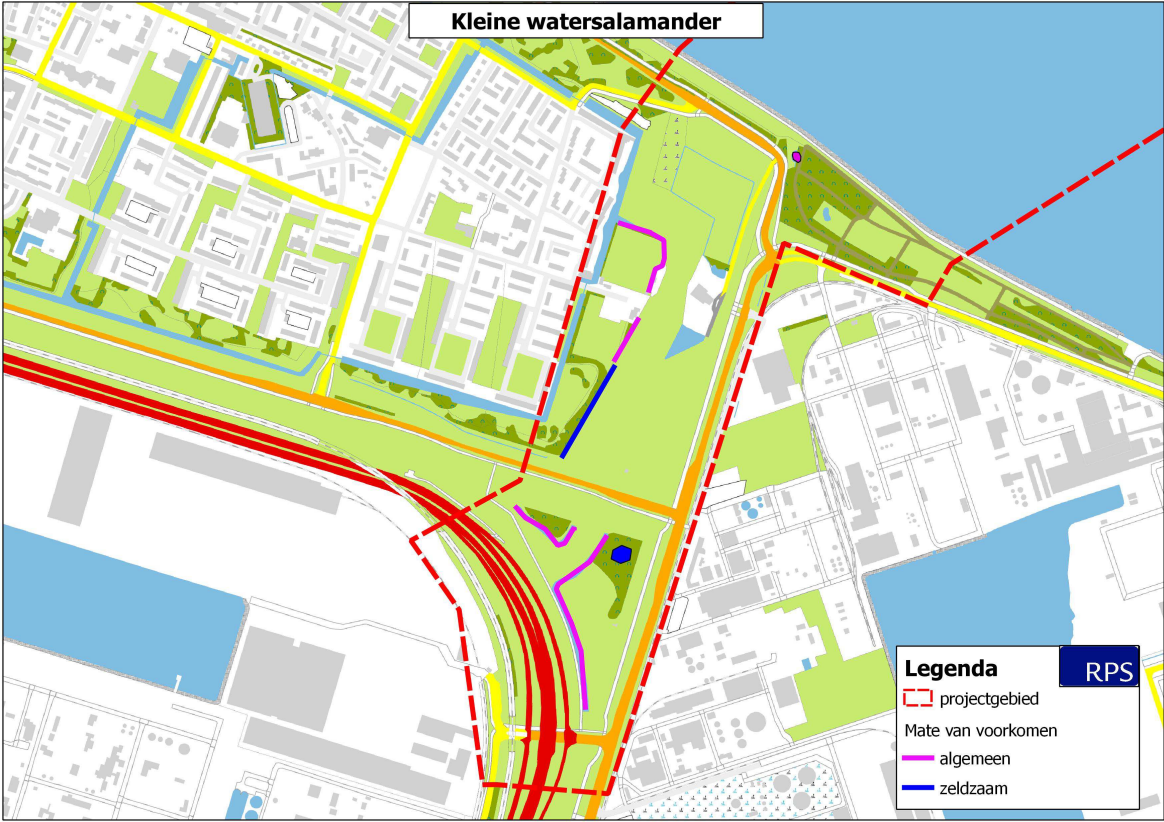 Kleine watersalamander
Legenda
RPS
projectgebied
Mate van voorkomen
algemeen
zeldzaam